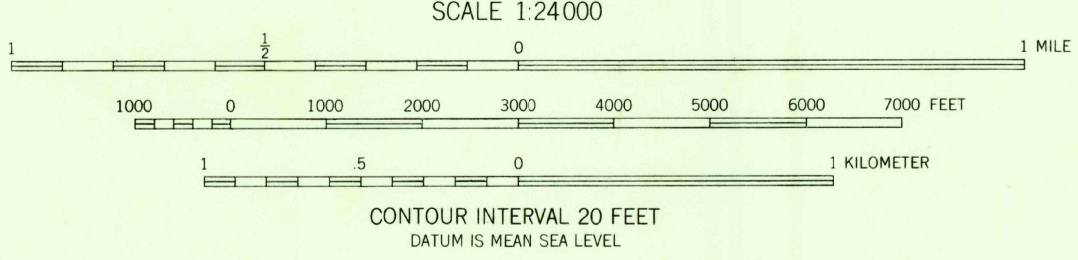 SCALE 1:24000
1 1/2 0 1 MILE
1000 0 1000 2000 3000 4000 5000 6000 7000 FEET
1 .5 0 1 KILOMETER
CONTOUR INTERVAL 20 FEET
DATUM IS MEAN SEA LEVEL